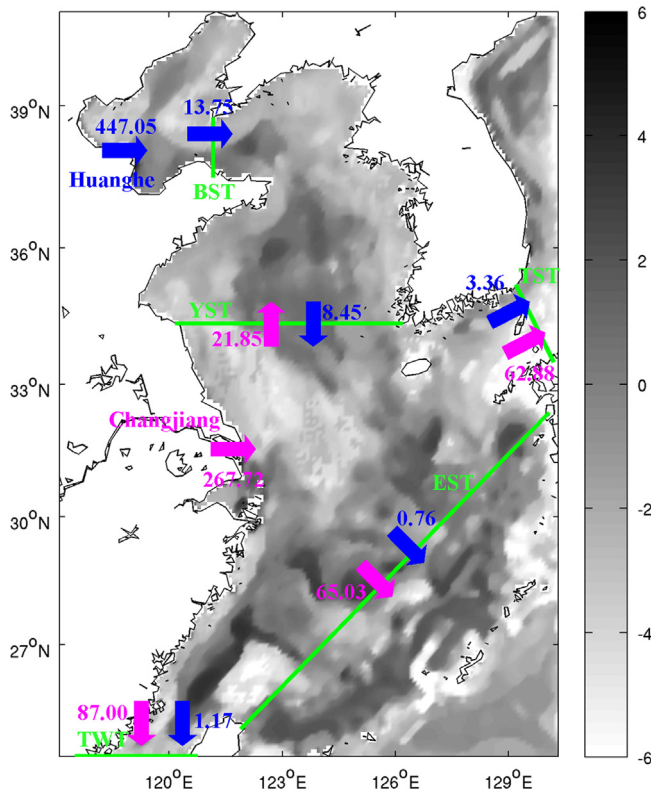 6
39°N
13.75
447.05
Huanghe
BST
4
36°N
2
TST
3.36
YST
8.45
21.85
62.88
0
33°N
Changjiang
267.72
EST
-2
30°N
0.76
65.03
27°N
-4
87.00
1.17
TWT
-6
120°E
123°E
126°E
129°E